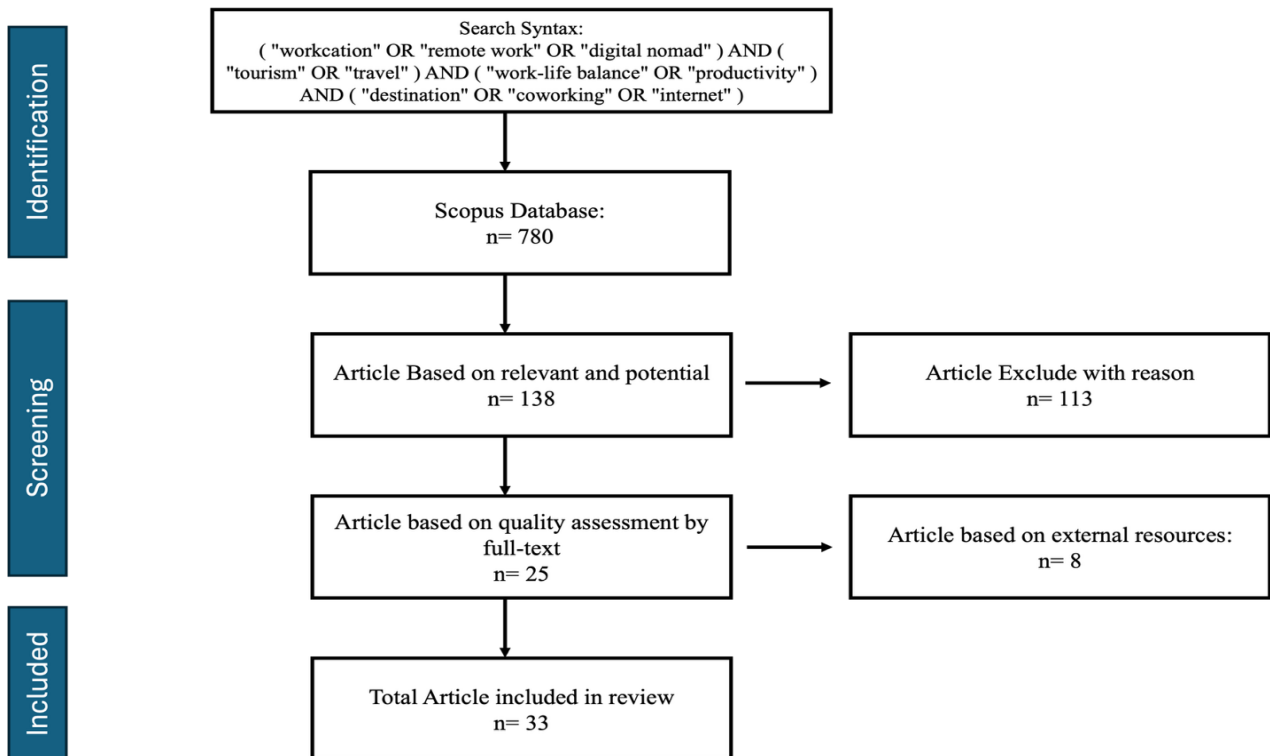 Identification
Search Syntax:
( "workcation" OR "remote work" OR "digital nomad" ) AND (
"tourism" OR "travel" ) AND ( "work-life balance" OR "productivity" )
AND ( "destination" OR "coworking" OR "internet" )
Scopus Database:
n= 780
Screening
Article Based on relevant and potential
n= 138
Article Exclude with reason
n= 113
Article based on quality assessment by
full-text
n= 25
Article based on external resources:
n= 8
Included
Total Article included in review
n= 33